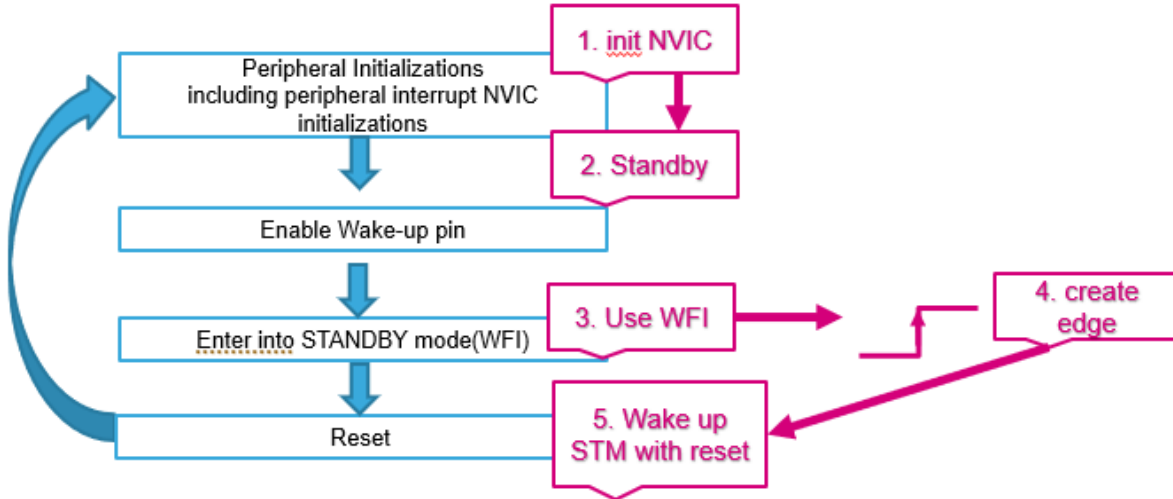 1. init NVIC
Peripheral Initializations
including peripheral interrupt NVIC
initializations
2. Standby
Enable Wake-up pin
Enter into STANDBY mode(WFI)
3. Use WFI
4. create
edge
Reset
5. Wake up
STM with reset